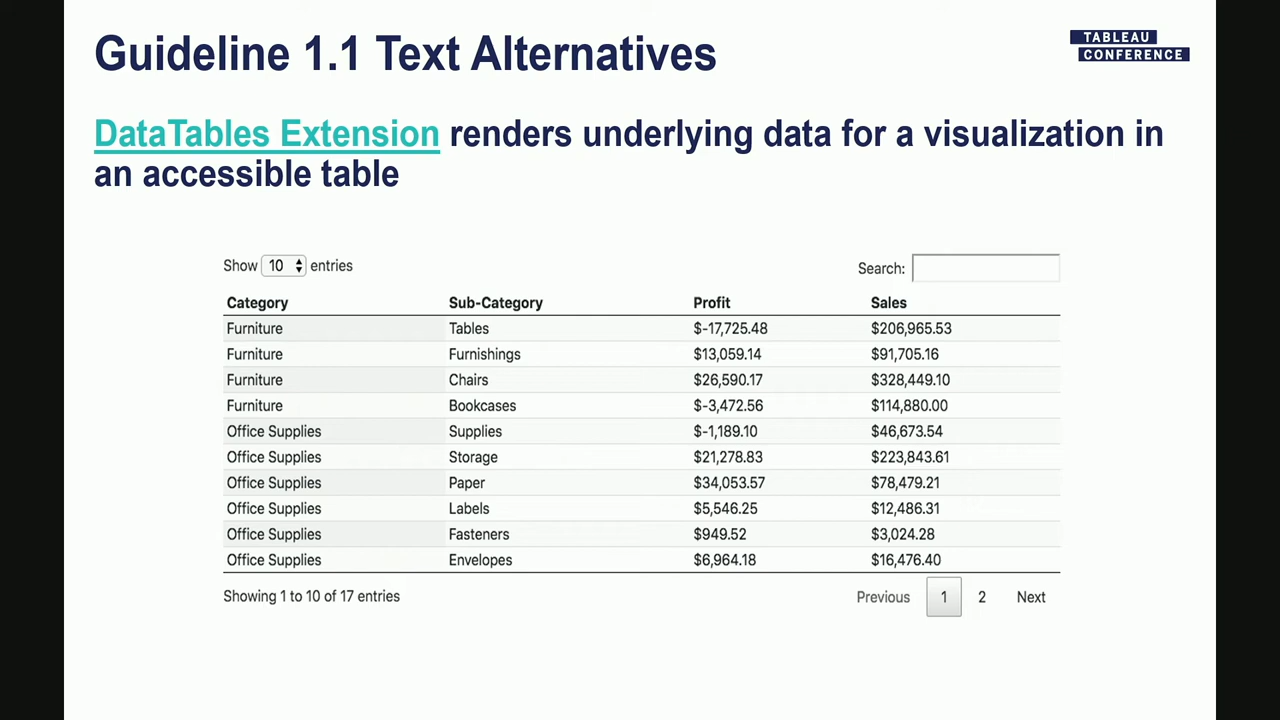 Guideline 1.1 Text Alternatives
TABLEAU
CONFERENCE
DataTables Extension renders underlying data for a visualization in
an accessible table
Show 10 entries
Search:
Category Sub-Category Profit Sales
Furniture Tables $-17,725.48 $206,965.53
Furniture Furnishings $13,059.14 $91,705.16
Furniture Chairs $26,590.17 $328,449.10
Furniture Bookcases $-3,472.56 $114,880.00
Office Supplies Supplies $-1,189.10 $46,673.54
Office Supplies Storage $21,278.83 $223,843.61
Office Supplies Paper $34,053.57 $78,479.21
Office Supplies Labels $5,546.25 $12,486.31
Office Supplies Fasteners $949.52 $3,024.28
Office Supplies Envelopes $6,964.18 $16,476.40
Showing 1 to 10 of 17 entries
Previous 1 2 Next